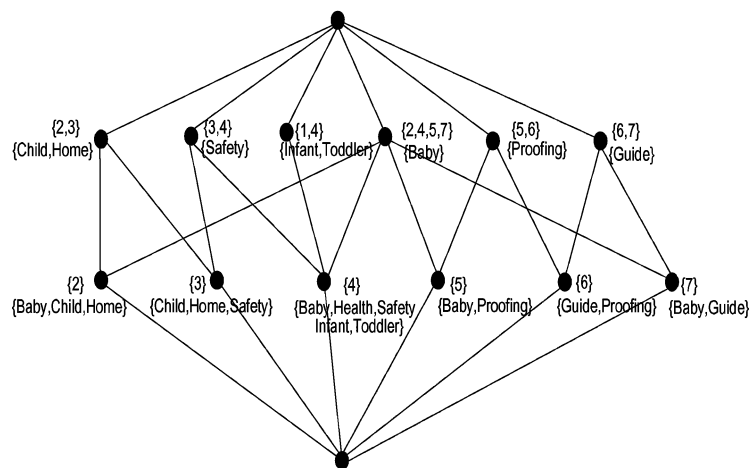 {2,3}
{Child,Home}
{3,4}
{Safety}
{1,4}
{Infant,Toddler}
{2,4,5,7}
{Baby}
{5,6}
{Proofing}
{6,7}
{Guide}
{2}
{Baby,Child,Home}
{3}
{Child,Home,Safety}
{4}
{Baby,Health,Safety
Infant,Toddler}
{5}
{Baby,Proofing}
{6}
{Guide,Proofing}
{7}
{Baby,Guide}